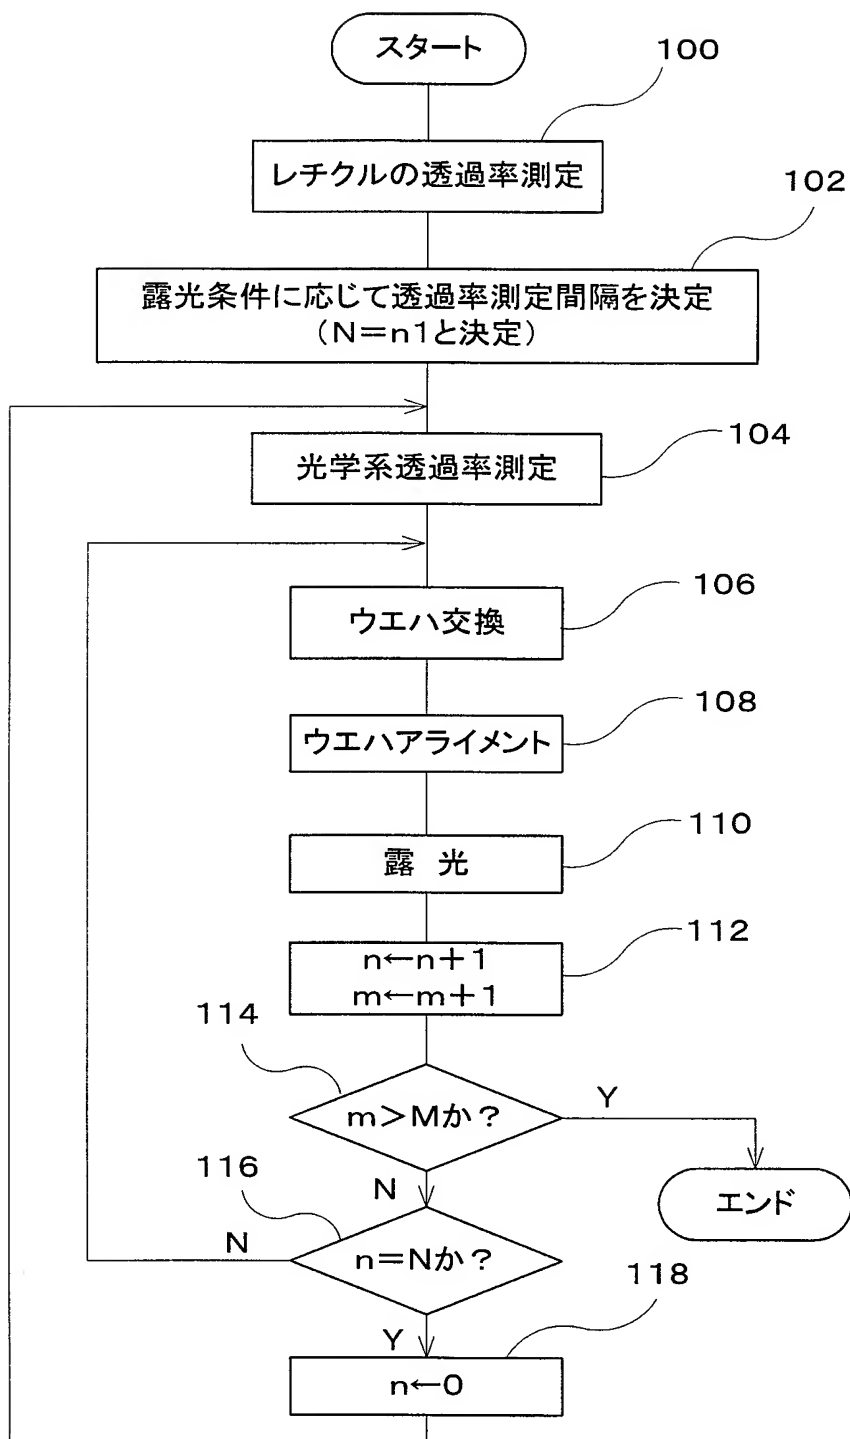 スタート
100
レチクルの透過率測定
102
露光条件に応じて透過率測定間隔を決定
（N＝n1と決定）
104
光学系透過率測定
106
ウエハ交換
108
ウエハアライメント
110
露 光
112
n←n＋1
m←m＋1
114
m＞Mか？
Y
エンド
116
N
n＝Nか？
N
118
Y
n←0